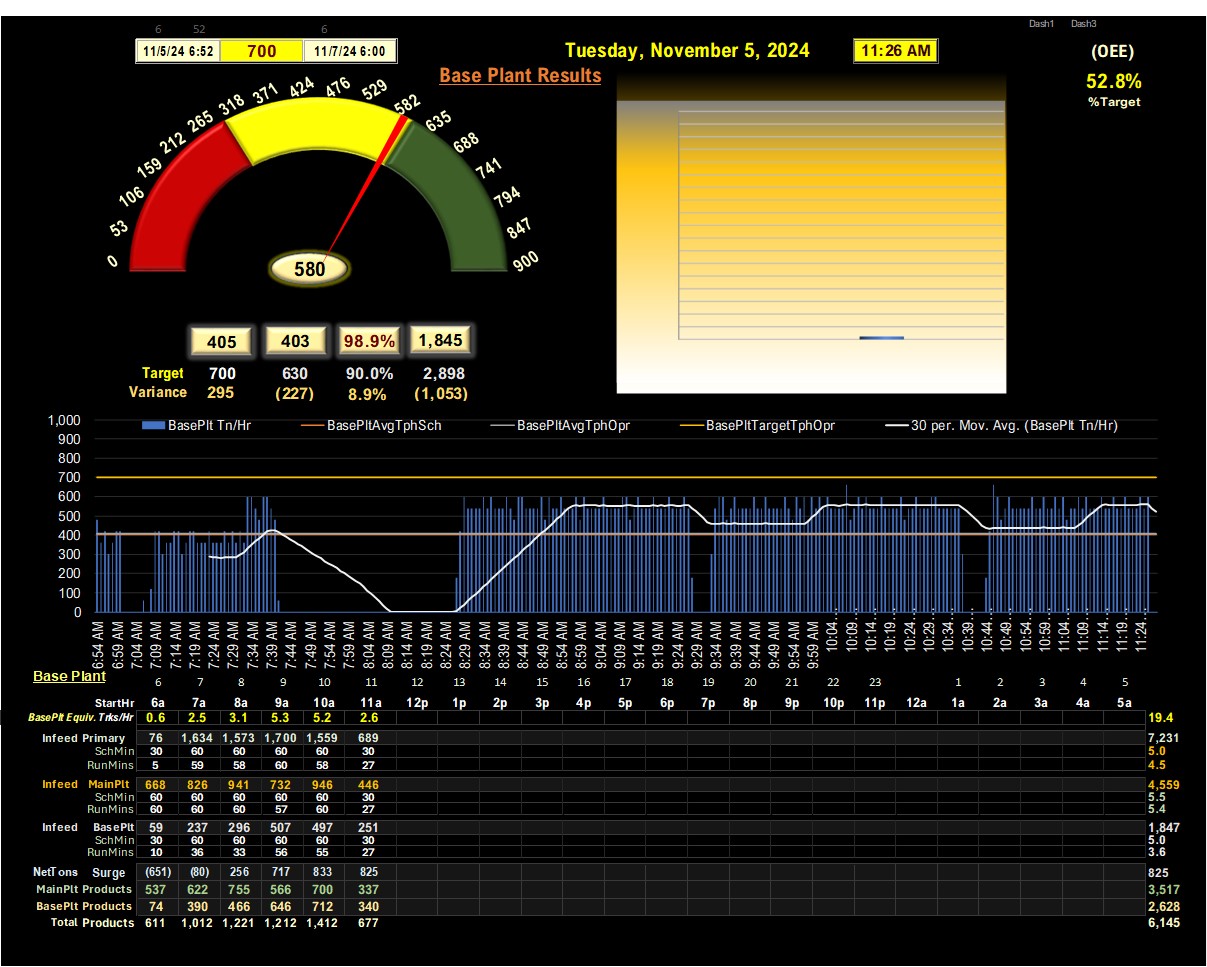 Dash1 Dash3
6 52 6
11/5/24 6:52 700 11/7/24 6:00 Tuesday, November 5, 2024 11:26 AM (OEE)
Base Plant Results 52.8%
%Target
0 53 106 159 212 265 318 371 424 476 529 582 635 688 741 794 847 900
580
405 403 98.9% 1,845
Target 700 630 90.0% 2,898
Variance 295 (227) 8.9% (1,053)
BasePlt Tn/Hr BasePltAvgTphSch BasePltAvgTphOpr BasePltTargetTphOpr 30 per. Mov. Avg. (BasePlt Tn/Hr)
1,000
900
800
700
600
500
400
300
200
100
0
6:54 AM 6:59 AM 7:04 AM 7:09 AM 7:14 AM 7:19 AM 7:24 AM 7:29 AM 7:34 AM 7:39 AM 7:44 AM 7:49 AM 7:54 AM 7:59 AM 8:04 AM 8:09 AM 8:14 AM 8:19 AM 8:24 AM 8:29 AM 8:34 AM 8:39 AM 8:44 AM 8:49 AM 8:54 AM 8:59 AM 9:04 AM 9:09 AM 9:14 AM 9:19 AM 9:24 AM 9:29 AM 9:34 AM 9:39 AM 9:44 AM 9:49 AM 9:54 AM 9:59 AM 10:04… 10:09… 10:14… 10:19… 10:24… 10:29… 10:34… 10:39… 10:44… 10:49… 10:54… 10:59… 11:04… 11:09… 11:14… 11:19… 11:24…
Base Plant 6 7 8 9 10 11 12 13 14 15 16 17 18 19 20 21 22 23 1 2 3 4 5
StartHr 6a 7a 8a 9a 10a 11a 12p 1p 2p 3p 4p 5p 6p 7p 8p 9p 10p 11p 12a 1a 2a 3a 4a 5a
BasePlt Equiv. Trks/Hr 0.6 2.5 3.1 5.3 5.2 2.6 19.4
Infeed Primary 76 1,634 1,573 1,700 1,559 689 7,231
SchMin 30 60 60 60 60 30 5.0
RunMins 5 59 58 60 58 27 4.5
Infeed MainPlt 668 826 941 732 946 446 4,559
SchMin 60 60 60 60 60 30 5.5
RunMins 60 60 60 57 60 27 5.4
Infeed BasePlt 59 237 296 507 497 251 1,847
SchMin 30 60 60 60 60 30 5.0
RunMins 10 36 33 56 55 27 3.6
NetTons Surge (651) (80) 256 717 833 825 825
MainPlt Products 537 622 755 566 700 337 3,517
BasePlt Products 74 390 466 646 712 340 2,628
Total Products 611 1,012 1,221 1,212 1,412 677 6,145